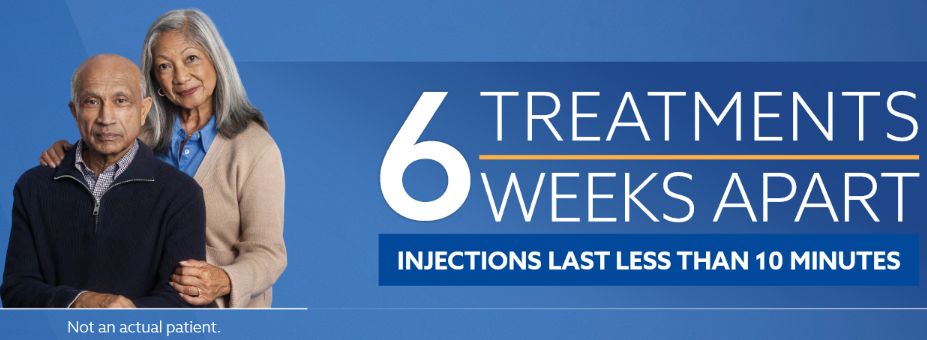 6 TREATMENTS
WEEKS APART
INJECTIONS LAST LESS THAN 10 MINUTES
Not an actual patient.